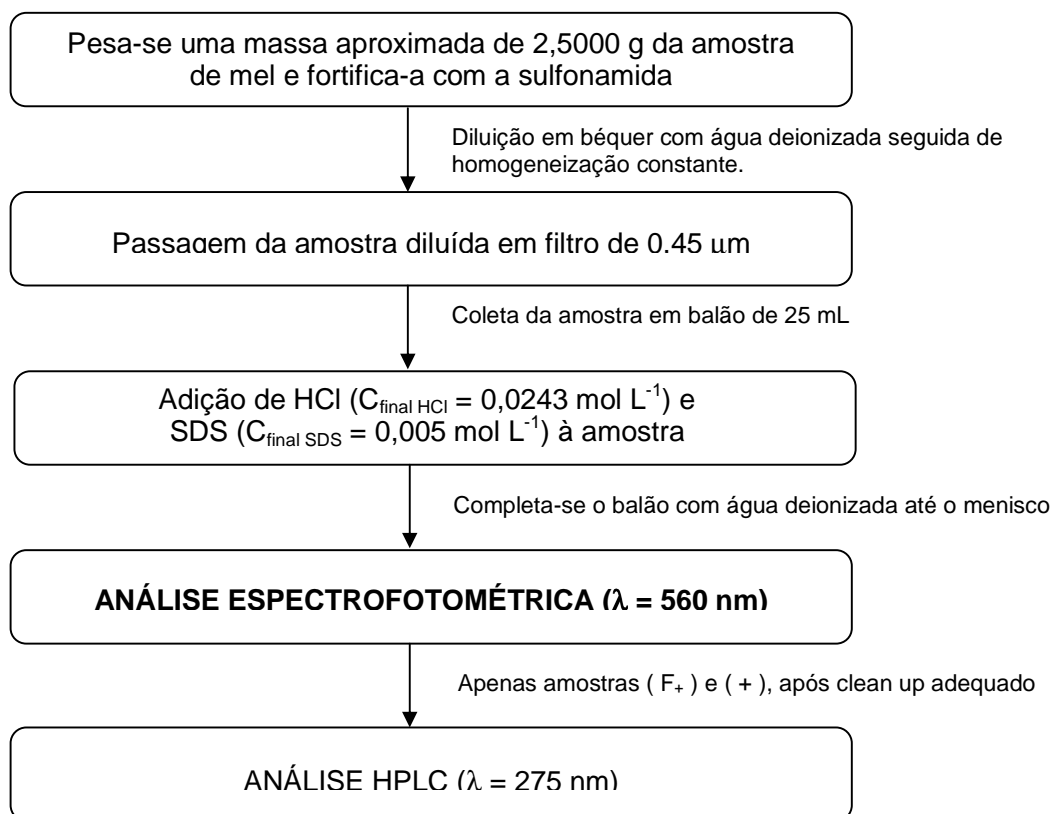 Pesa-se uma massa aproximada de 2,5000 g da amostra
de mel e fortifica-a com a sulfonamida
Diluição em béquer com água deionizada seguida de
homogeneização constante.
Passagem da amostra diluída em filtro de 0.45 µm
Coleta da amostra em balão de 25 mL
Adição de HCl (C_final HCl = 0,0243 mol L⁻¹) e
SDS (C_final SDS = 0,005 mol L⁻¹) à amostra
Completa-se o balão com água deionizada até o menisco
ANÁLISE ESPECTROFOTOMÉTRICA (λ = 560 nm)
Apenas amostras ( F₊ ) e ( + ), após clean up adequado
ANÁLISE HPLC (λ = 275 nm)